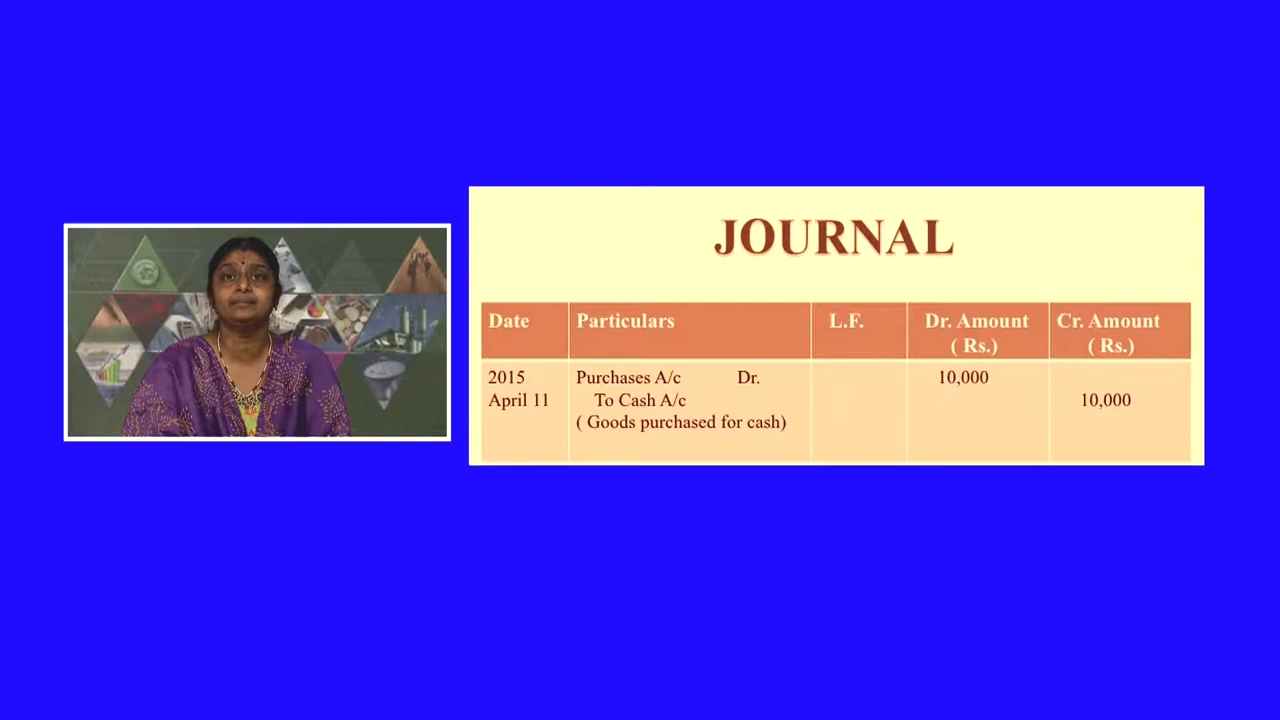 JOURNAL
Date Particulars L.F. Dr. Amount ( Rs.) Cr. Amount ( Rs.)
2015 Purchases A/c Dr. 10,000
April 11 To Cash A/c 10,000
( Goods purchased for cash)